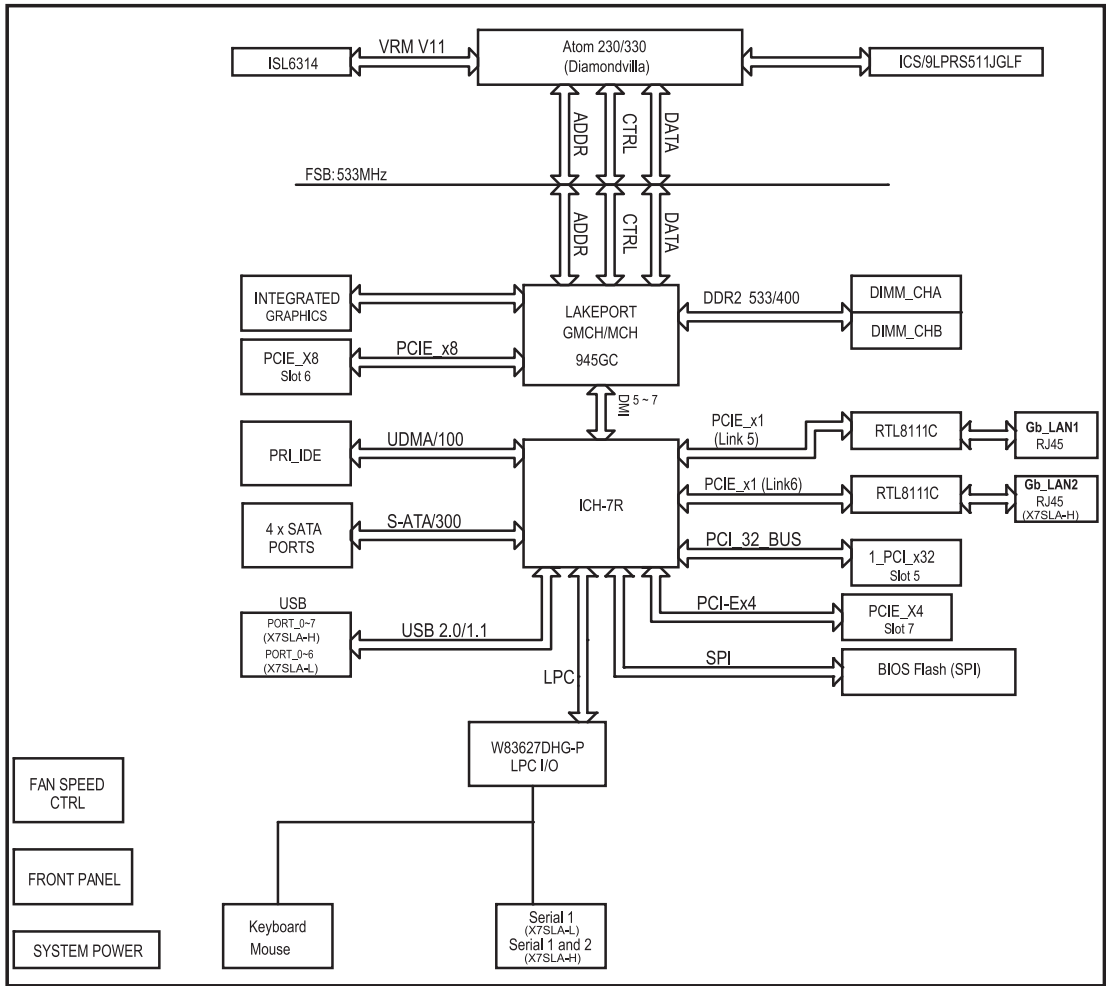 ISL6314
VRM V11
Atom 230/330
(Diamondvilla)
ICS/9LPRS511JGLF
ADDR
CTRL
DATA
FSB: 533MHz
ADDR
CTRL
DATA
INTEGRATED
GRAPHICS
LAKEPORT
GMCH/MCH
945GC
DDR2 533/400
DIMM_CHA
DIMM_CHB
PCIE_X8
Slot 6
PCIE_x8
DMI
5 ~ 7
PRI_IDE
UDMA/100
ICH-7R
PCIE_x1
(Link 5)
RTL8111C
Gb_LAN1
RJ45
PCIE_x1 (Link6)
RTL8111C
Gb_LAN2
RJ45
(X7SLA-H)
4 x SATA
PORTS
S-ATA/300
PCI_32_BUS
1_PCI_x32
Slot 5
USB
PORT_0~7
(X7SLA-H)
PORT_0~6
(X7SLA-L)
USB 2.0/1.1
PCI-Ex4
PCIE_X4
Slot 7
SPI
BIOS Flash (SPI)
LPC
W83627DHG-P
LPC I/O
FAN SPEED
CTRL
FRONT PANEL
SYSTEM POWER
Keyboard
Mouse
Serial 1
(X7SLA-L)
Serial 1 and 2
(X7SLA-H)